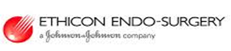 ETHICON ENDO-SURGERY
a Johnson & Johnson company